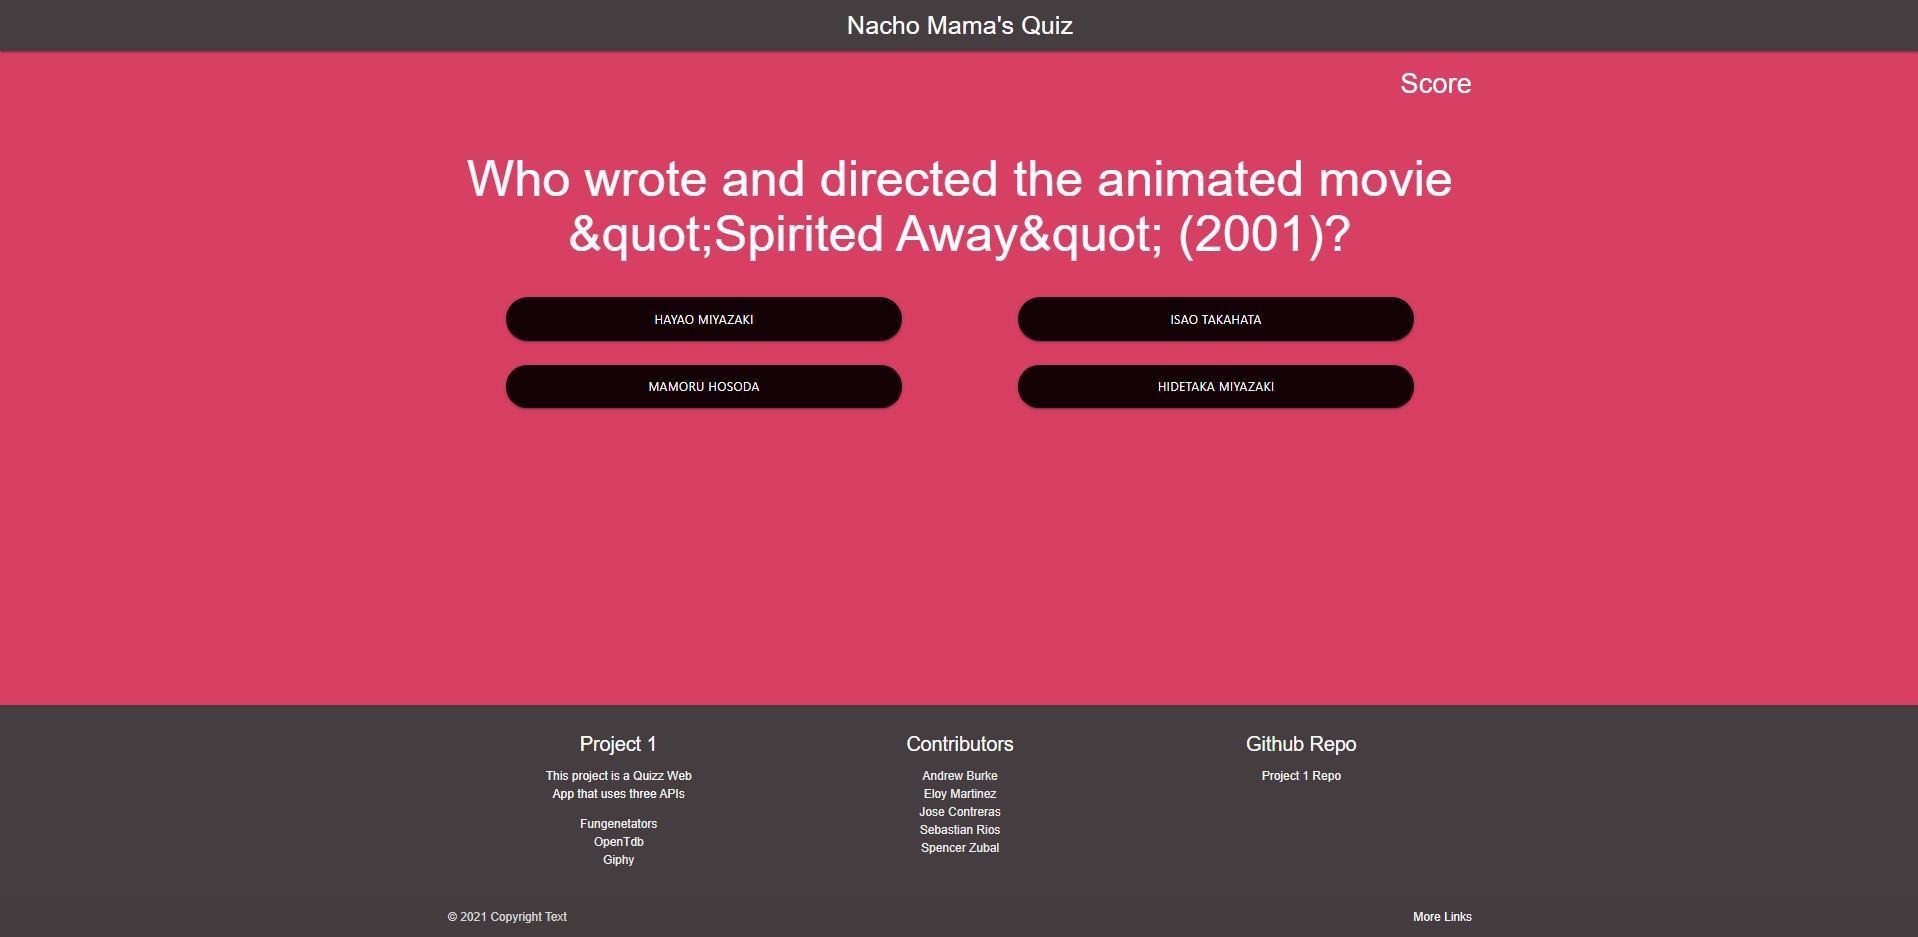 Nacho Mama's Quiz
Score
Who wrote and directed the animated movie
&quot;Spirited Away&quot; (2001)?
HAYAO MIYAZAKI
ISAO TAKAHATA
MAMORU HOSODA
HIDETAKA MIYAZAKI
Project 1
This project is a Quizz Web
App that uses three APIs
Fungenetators
OpenTdb
Giphy
Contributors
Andrew Burke
Eloy Martinez
Jose Contreras
Sebastian Rios
Spencer Zubal
Github Repo
Project 1 Repo
© 2021 Copyright Text
More Links